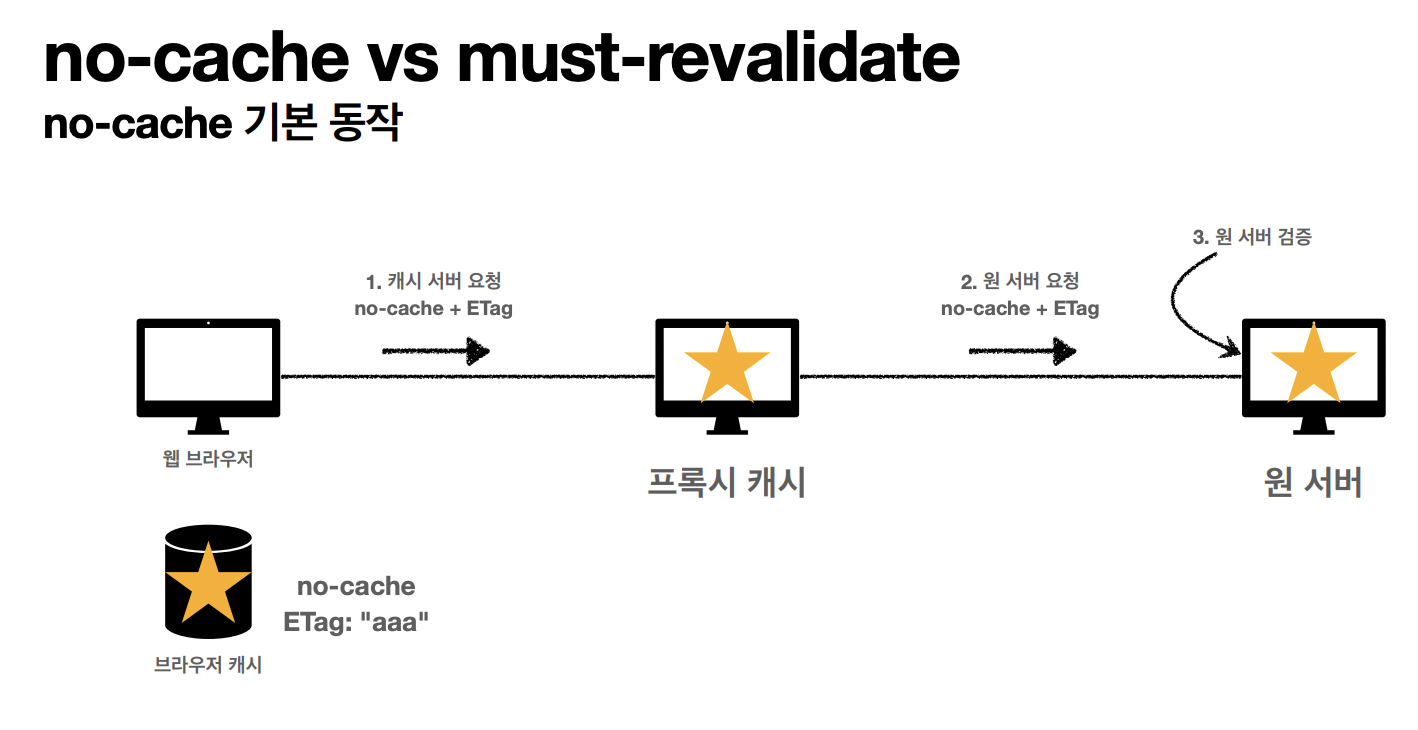 no-cache vs must-revalidate
no-cache 기본 동작
3. 원 서버 검증
1. 캐시 서버 요청
no-cache + ETag
2. 원 서버 요청
no-cache + ETag
웹 브라우저
프록시 캐시
원 서버
no-cache
ETag: "aaa"
브라우저 캐시